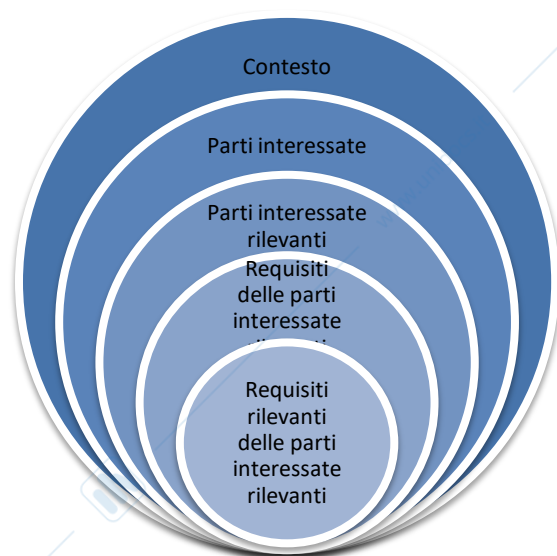 Contesto
Parti interessate
Parti interessate
rilevanti
Requisiti
delle parti
interessate
Requisiti
rilevanti
delle parti
interessate
rilevanti